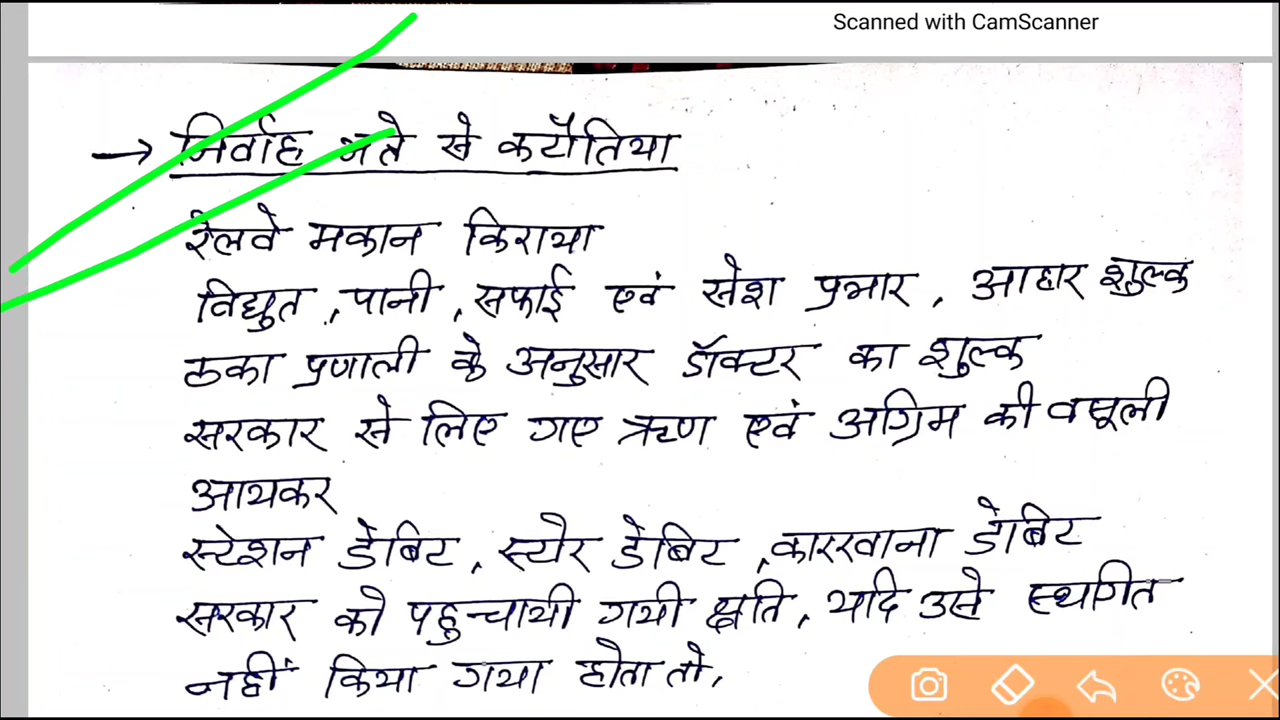 Scanned with CamScanner
→ निर्वाह भत्ते से कटौतिया
रेलवे मकान किराया
विद्युत, पानी, सफाई एवं सेश प्रभार, आहार शुल्क
ठका प्रणाली के अनुसार डॉक्टर का शुल्क
सरकार से लिए गए ऋण एवं अग्रिम की वसूली
आयकर
स्टेशन डेबिट, स्टोर डेबिट, कारखाना डेबिट
सरकार को पहुन्चायी गयी क्षति, यदि उसे स्थगित
नहीं किया गया होता तो,